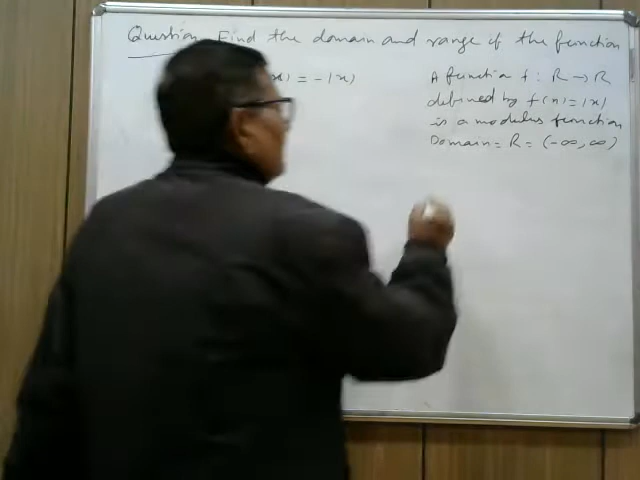 Question Find the domain and range of the function
x) = -|x|
A function f : R → R
defined by f(x) = |x|
is a modulus function
Domain = R = (-∞, ∞)